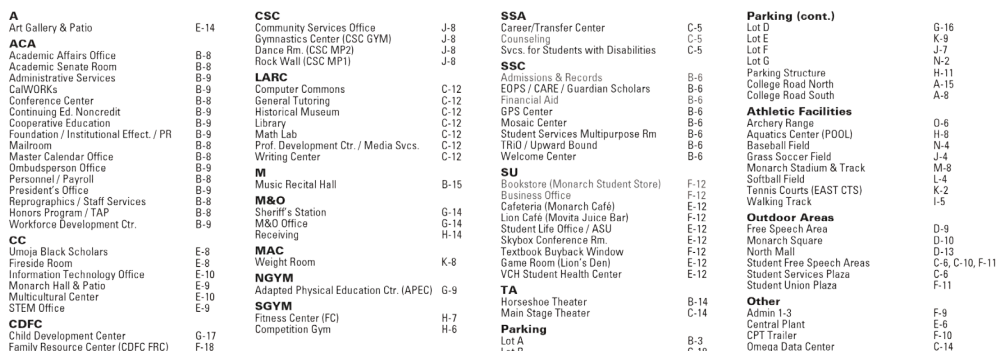 A
Art Gallery & Patio E-14
ACA
Academic Affairs Office B-8
Academic Senate Room B-8
Administrative Services B-9
CalWORKs B-9
Conference Center B-8
Continuing Ed. Noncredit B-9
Cooperative Education B-9
Foundation / Institutional Effect. / PR B-9
Mailroom B-8
Master Calendar Office B-8
Ombudsperson Office B-9
Personnel / Payroll B-8
President's Office B-9
Reprographics / Staff Services B-8
Honors Program / TAP B-8
Workforce Development Ctr. B-9
CC
Umoja Black Scholars E-8
Fireside Room E-8
Information Technology Office E-10
Monarch Hall & Patio E-9
Multicultural Center E-10
STEM Office E-9
CDFC
Child Development Center G-17
Family Resource Center (CDFC FRC) F-18
CSC
Community Services Office J-8
Gymnastics Center (CSC GYM) J-8
Dance Rm. (CSC MP2) J-8
Rock Wall (CSC MP1) J-8
LARC
Computer Commons C-12
General Tutoring C-12
Historical Museum C-12
Library C-12
Math Lab C-12
Prof. Development Ctr. / Media Svcs. C-12
Writing Center C-12
M
Music Recital Hall B-15
M&O
Sheriff's Station G-14
M&O Office G-14
Receiving H-14
MAC
Weight Room K-8
NGYM
Adapted Physical Education Ctr. (APEC) G-9
SGYM
Fitness Center (FC) H-7
Competition Gym H-6
SSA
Career/Transfer Center C-5
Counseling C-5
Svcs. for Students with Disabilities C-5
SSC
Admissions & Records B-6
EOPS / CARE / Guardian Scholars B-6
Financial Aid B-6
GPS Center B-6
Mosaic Center B-6
Student Services Multipurpose Rm B-6
TRiO / Upward Bound B-6
Welcome Center B-6
SU
Bookstore (Monarch Student Store) F-12
Business Office F-12
Cafeteria (Monarch Café) E-12
Lion Café (Movita Juice Bar) F-12
Student Life Office / ASU E-12
Skybox Conference Rm. E-12
Textbook Buyback Window F-12
Game Room (Lion's Den) E-12
VCH Student Health Center E-12
TA
Horseshoe Theater B-14
Main Stage Theater C-14
Parking
Lot A B-3
Lot B
Parking (cont.)
Lot D G-16
Lot E K-9
Lot F J-7
Lot G N-2
Parking Structure H-11
College Road North A-15
College Road South A-8
Athletic Facilities
Archery Range O-6
Aquatics Center (POOL) H-8
Baseball Field N-4
Grass Soccer Field J-4
Monarch Stadium & Track M-8
Softball Field L-4
Tennis Courts (EAST CTS) K-2
Walking Track I-5
Outdoor Areas
Free Speech Area D-9
Monarch Square D-10
North Mall D-13
Student Free Speech Areas C-6, C-10, F-11
Student Services Plaza C-6
Student Union Plaza F-11
Other
Admin 1-3 F-9
Central Plant E-6
CPT Trailer F-10
Omega Data Center C-14